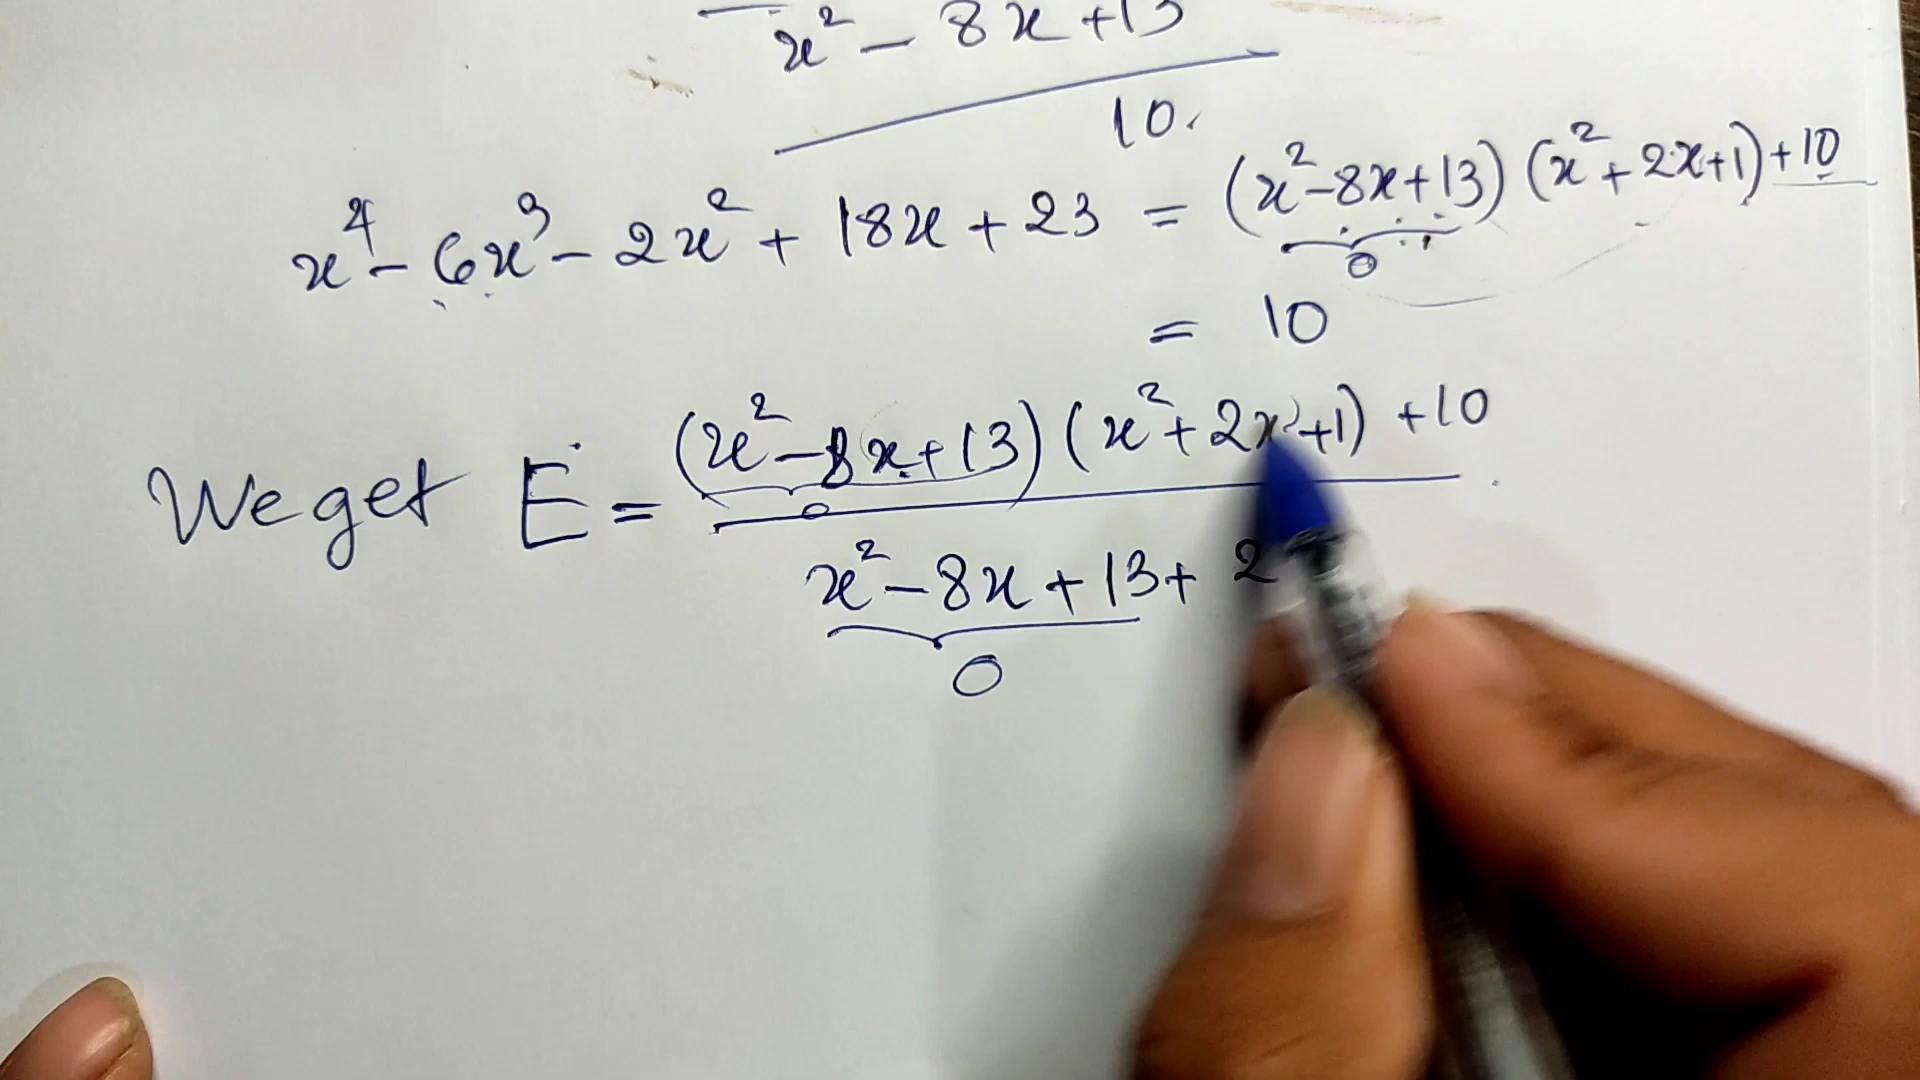 x² - 8x + 13
10.
x⁴ - 6x³ - 2x² + 18x + 23 = (x² - 8x + 13) (x² + 2x + 1) + 10
0
= 10
We get E = (x² - 8x + 13) (x² + 2x + 1) + 10
0
x² - 8x + 13 + 2
0